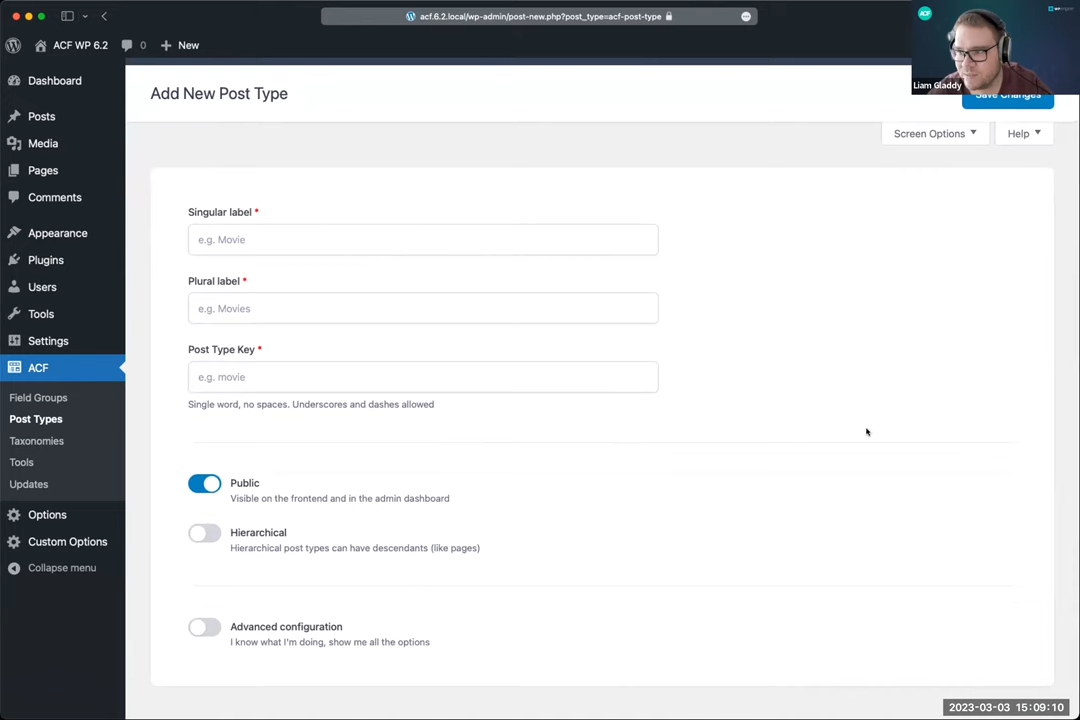 acf.6.2.local/wp-admin/post-new.php?post_type=acf-post-type
ACF WP 6.2
0
New
ACF
Liam Gladdy
Dashboard
Posts
Media
Pages
Comments
Appearance
Plugins
Users
Tools
Settings
ACF
Field Groups
Post Types
Taxonomies
Tools
Updates
Options
Custom Options
Collapse menu
Add New Post Type
Save Changes
Screen Options
Help
Singular label *
e.g. Movie
Plural label *
e.g. Movies
Post Type Key *
e.g. movie
Single word, no spaces. Underscores and dashes allowed
Public
Visible on the frontend and in the admin dashboard
Hierarchical
Hierarchical post types can have descendants (like pages)
Advanced configuration
I know what I'm doing, show me all the options
2023-03-03 15:09:10